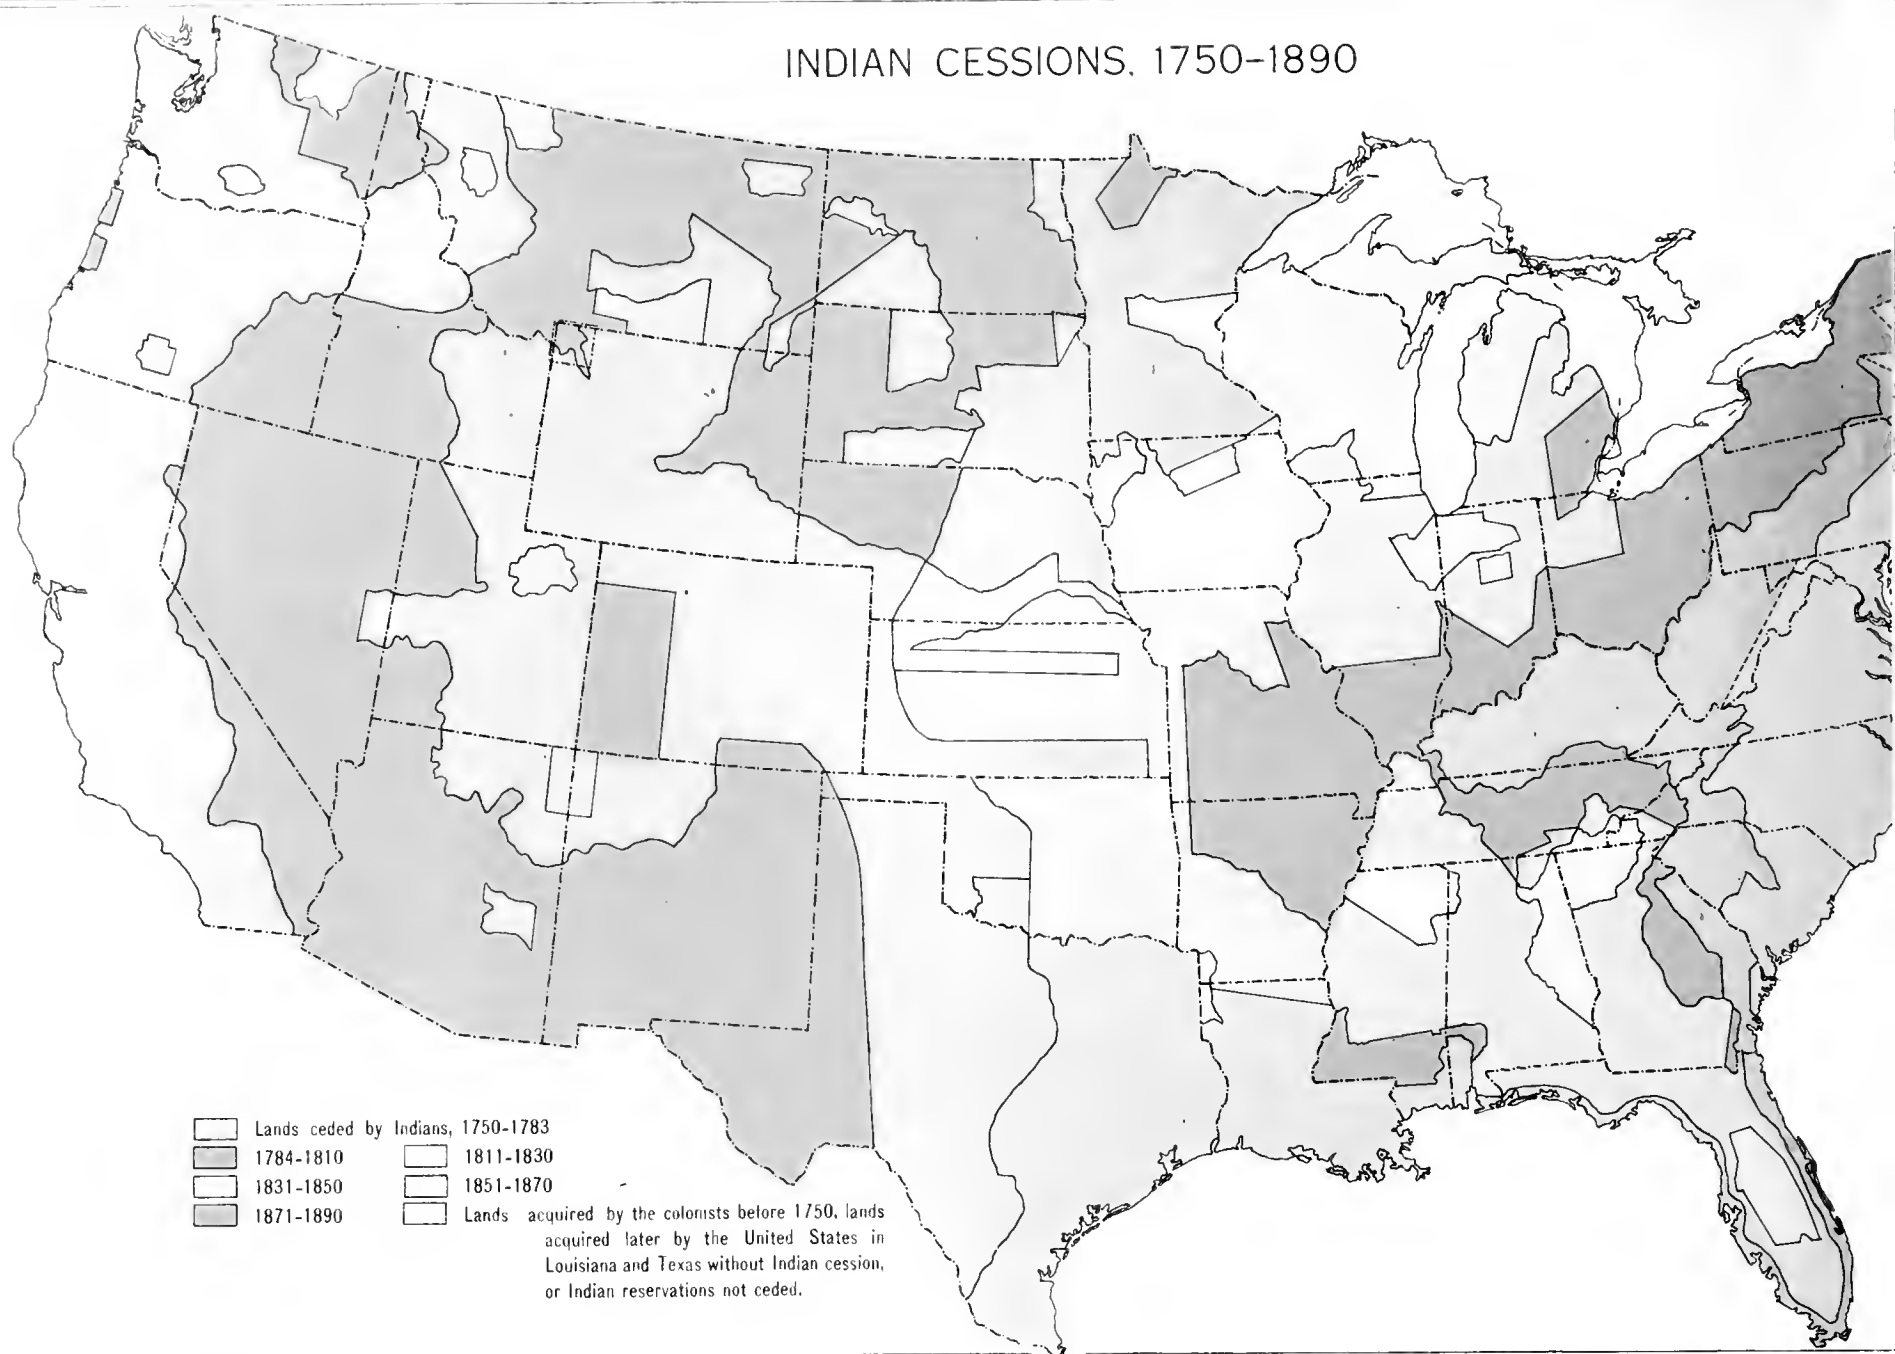 INDIAN CESSIONS, 1750-1890
Lands ceded by Indians, 1750-1783
1784-1810
1811-1830
1831-1850
1851-1870
1871-1890
Lands acquired by the colonists before 1750, lands
acquired later by the United States in
Louisiana and Texas without Indian cession,
or Indian reservations not ceded.